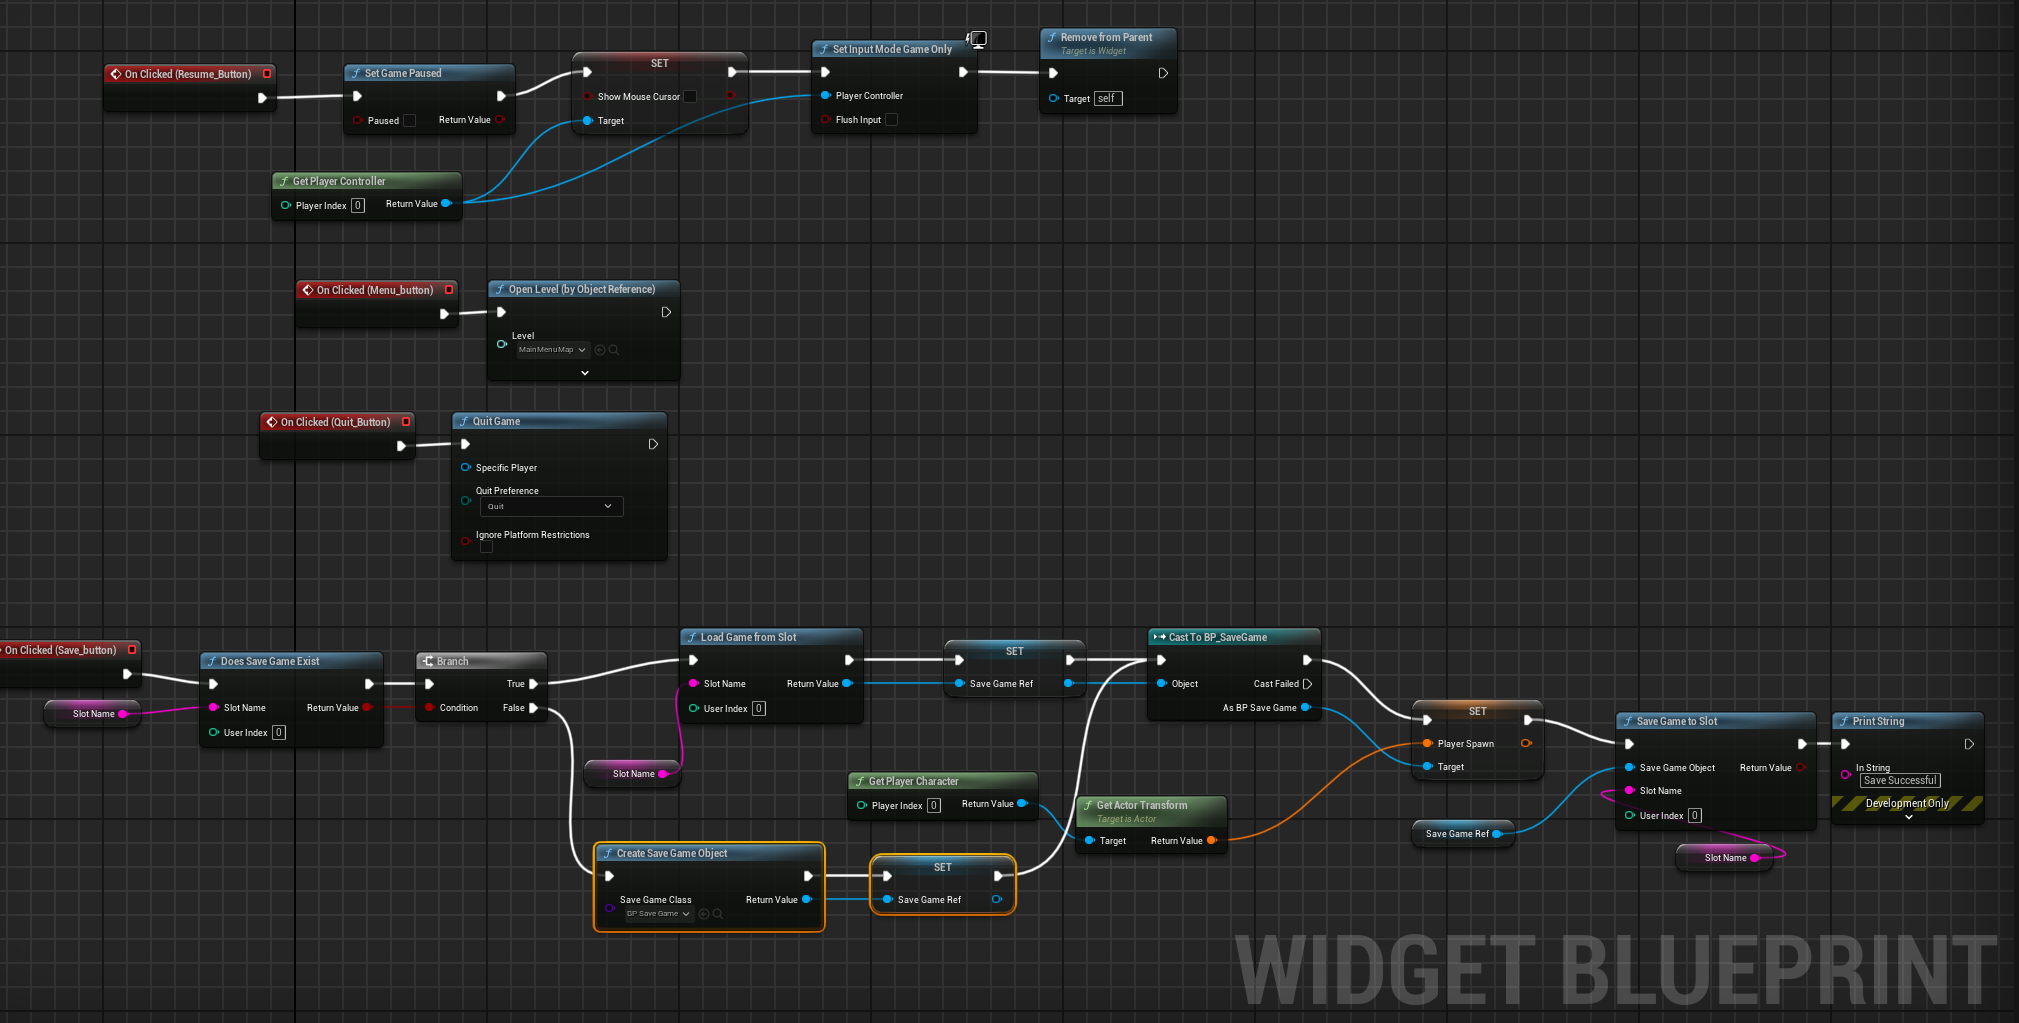 On Clicked (Resume_Button)
Set Game Paused
Paused
Return Value
SET
Show Mouse Cursor
Target
Set Input Mode Game Only
Player Controller
Flush Input
Remove from Parent
Target is Widget
Target self
Get Player Controller
Player Index 0
Return Value
On Clicked (Menu_button)
Open Level (by Object Reference)
Level
MainMenuMap
On Clicked (Quit_Button)
Quit Game
Specific Player
Quit Preference
Quit
Ignore Platform Restrictions
On Clicked (Save_button)
Slot Name
Does Save Game Exist
Slot Name
Return Value
User Index 0
Branch
True
Condition
False
Load Game from Slot
Slot Name
Return Value
User Index 0
Slot Name
SET
Save Game Ref
Cast To BP_SaveGame
Object
Cast Failed
As BP Save Game
Get Player Character
Player Index 0
Return Value
Get Actor Transform
Target is Actor
Target
Return Value
SET
Player Spawn
Target
Save Game Ref
Save Game to Slot
Save Game Object
Return Value
Slot Name
User Index 0
Slot Name
Print String
In String
Save Successful
Development Only
Create Save Game Object
Save Game Class
BP Save Game
Return Value
SET
Save Game Ref
WIDGET BLUEPRINT